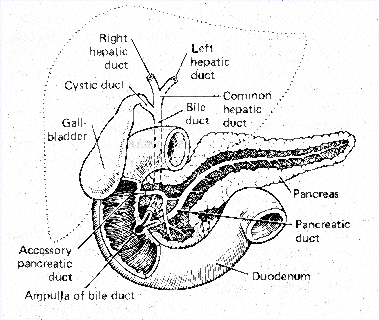 Right
hepatic
duct
Left
hepatic
duct
Cystic duct
Common
hepatic
duct
Bile
duct
Gall-
bladder
Pancreas
Pancreatic
duct
Accessory
pancreatic
duct
Duodenum
Ampulla of bile duct